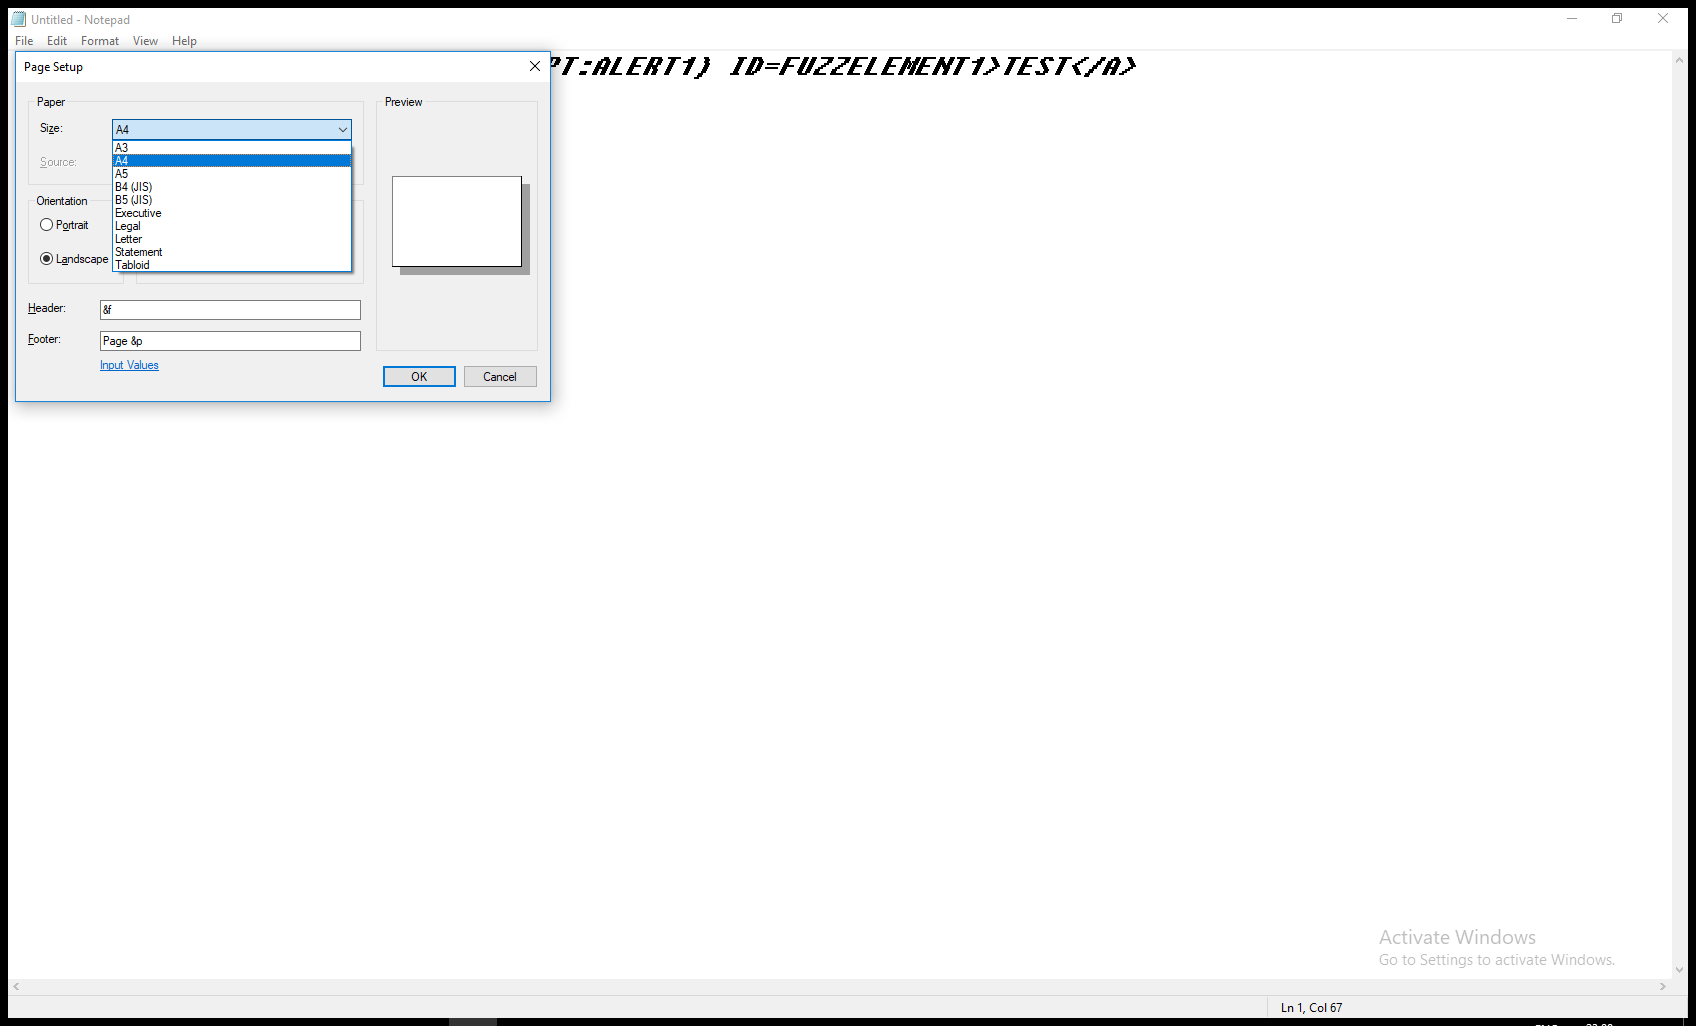 Untitled - Notepad
File Edit Format View Help
Page Setup
PT:ALERT1) ID=FUZZELEMENT1>TEST</A>
Paper
Preview
Size:
A4
A3
A4
Source:
A5
B4 (JIS)
B5 (JIS)
Orientation
Executive
Portrait
Legal
Letter
Statement
Landscape
Tabloid
Header:
&f
Footer:
Page &p
Input Values
OK
Cancel
Activate Windows
Go to Settings to activate Windows.
Ln 1, Col 67